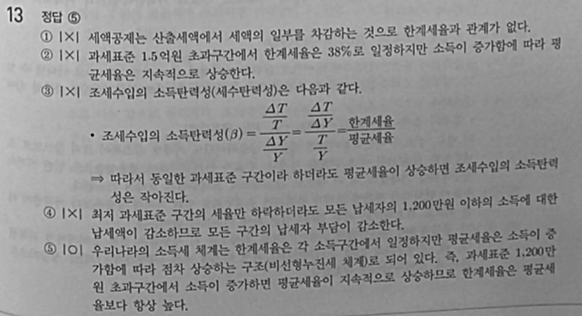 13 정답 ⑤
① |×| 세액공제는 산출세액에서 세액의 일부를 차감하는 것으로 한계세율과 관계가 없다.
② |×| 과세표준 1.5억원 초과구간에서 한계세율은 38%로 일정하지만 소득이 증가함에 따라 평
균세율은 지속적으로 상승한다.
③ |×| 조세수입의 소득탄력성(세수탄력성)은 다음과 같다.
• 조세수입의 소득탄력성(β) = (ΔT/T)/(ΔY/Y) = (ΔT/ΔY)/(T/Y) = 한계세율/평균세율
⇒ 따라서 동일한 과세표준 구간이라 하더라도 평균세율이 상승하면 조세수입의 소득탄력
성은 작아진다.
④ |×| 최저 과세표준 구간의 세율만 하락하더라도 모든 납세자의 1,200만원 이하의 소득에 대한
납세액이 감소하므로 모든 구간의 납세자 부담이 감소한다.
⑤ |○| 우리나라의 소득세 체계는 한계세율은 각 소득구간에서 일정하지만 평균세율은 소득이 증
가함에 따라 점차 상승하는 구조(비선형누진세 체계)로 되어 있다. 즉, 과세표준 1,200만
원 초과구간에서 소득이 증가하면 평균세율이 지속적으로 상승하므로 한계세율은 평균세
율보다 항상 높다.